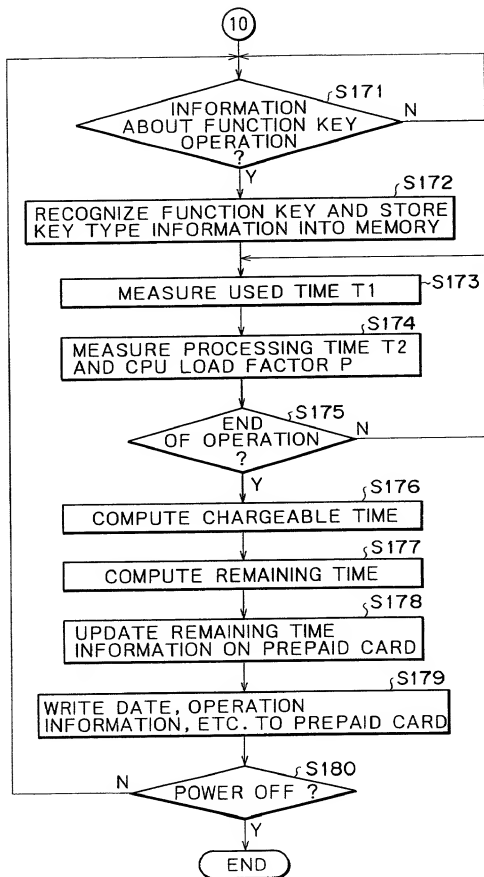 10
S171
INFORMATION
ABOUT FUNCTION KEY
OPERATION
?
N
Y
S172
RECOGNIZE FUNCTION KEY AND STORE
KEY TYPE INFORMATION INTO MEMORY
S173
MEASURE USED TIME T1
S174
MEASURE PROCESSING TIME T2
AND CPU LOAD FACTOR P
S175
END
OF OPERATION
?
N
Y
S176
COMPUTE CHARGEABLE TIME
S177
COMPUTE REMAINING TIME
S178
UPDATE REMAINING TIME
INFORMATION ON PREPAID CARD
S179
WRITE DATE, OPERATION
INFORMATION, ETC. TO PREPAID CARD
S180
N
POWER OFF ?
Y
END